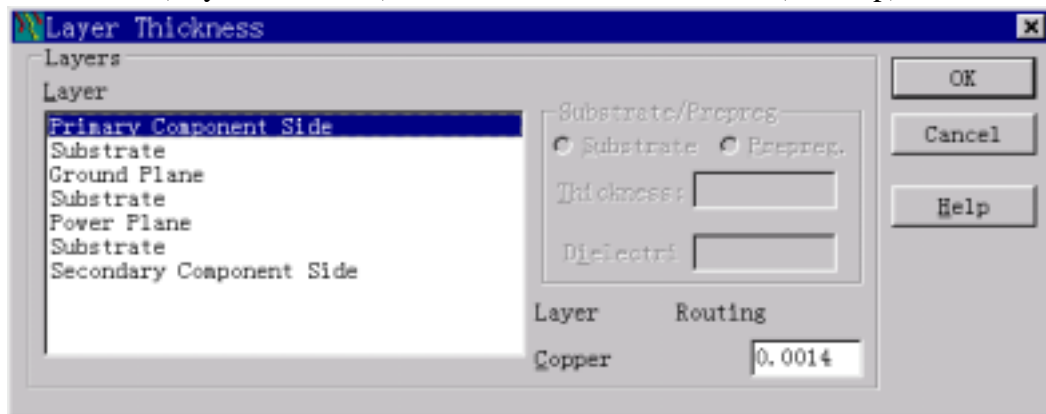 Layer Thickness
Layers
Layer
Primary Component Side
Substrate
Ground Plane
Substrate
Power Plane
Substrate
Secondary Component Side
Substrate/Prepreg
Substrate Prepreg.
Thickness:
Dielectri
Layer Routing
Copper 0.0014
OK
Cancel
Help